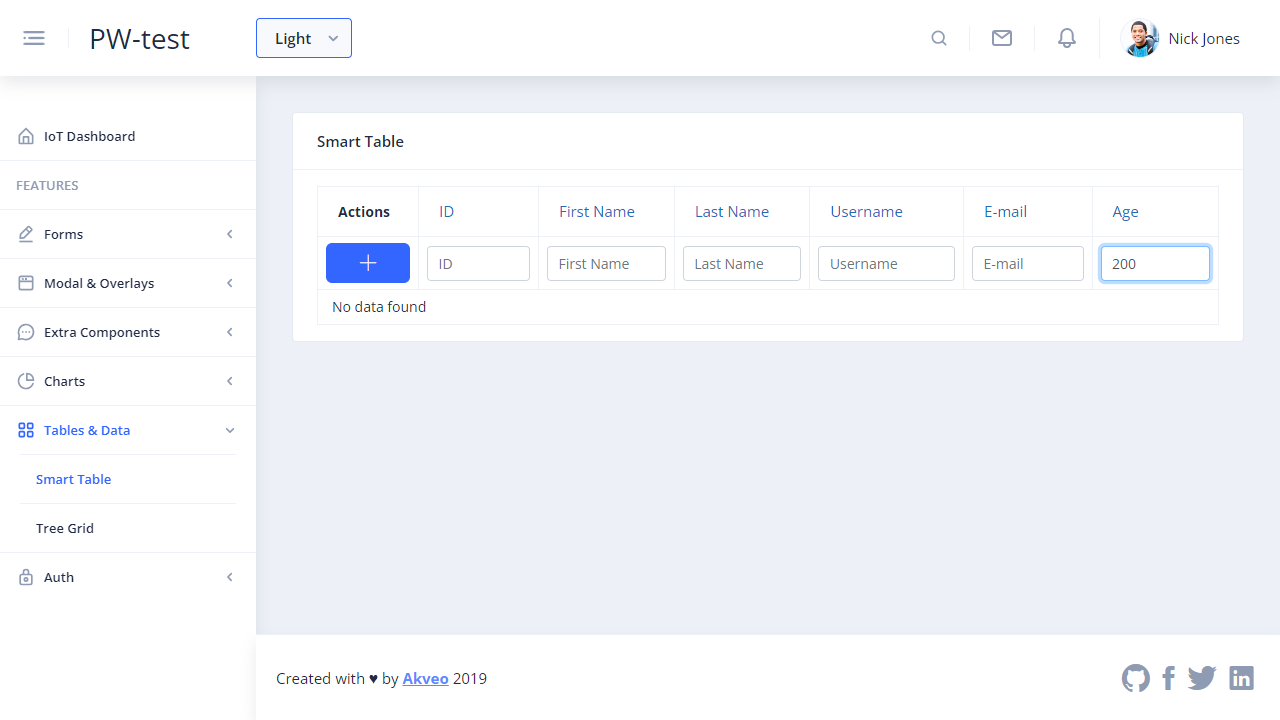 PW-test
Light
Nick Jones
IoT Dashboard
FEATURES
Forms
Modal & Overlays
Extra Components
Charts
Tables & Data
Smart Table
Tree Grid
Auth
Smart Table
Actions ID First Name Last Name Username E-mail Age
ID First Name Last Name Username E-mail 200
No data found
Created with ♥ by Akveo 2019